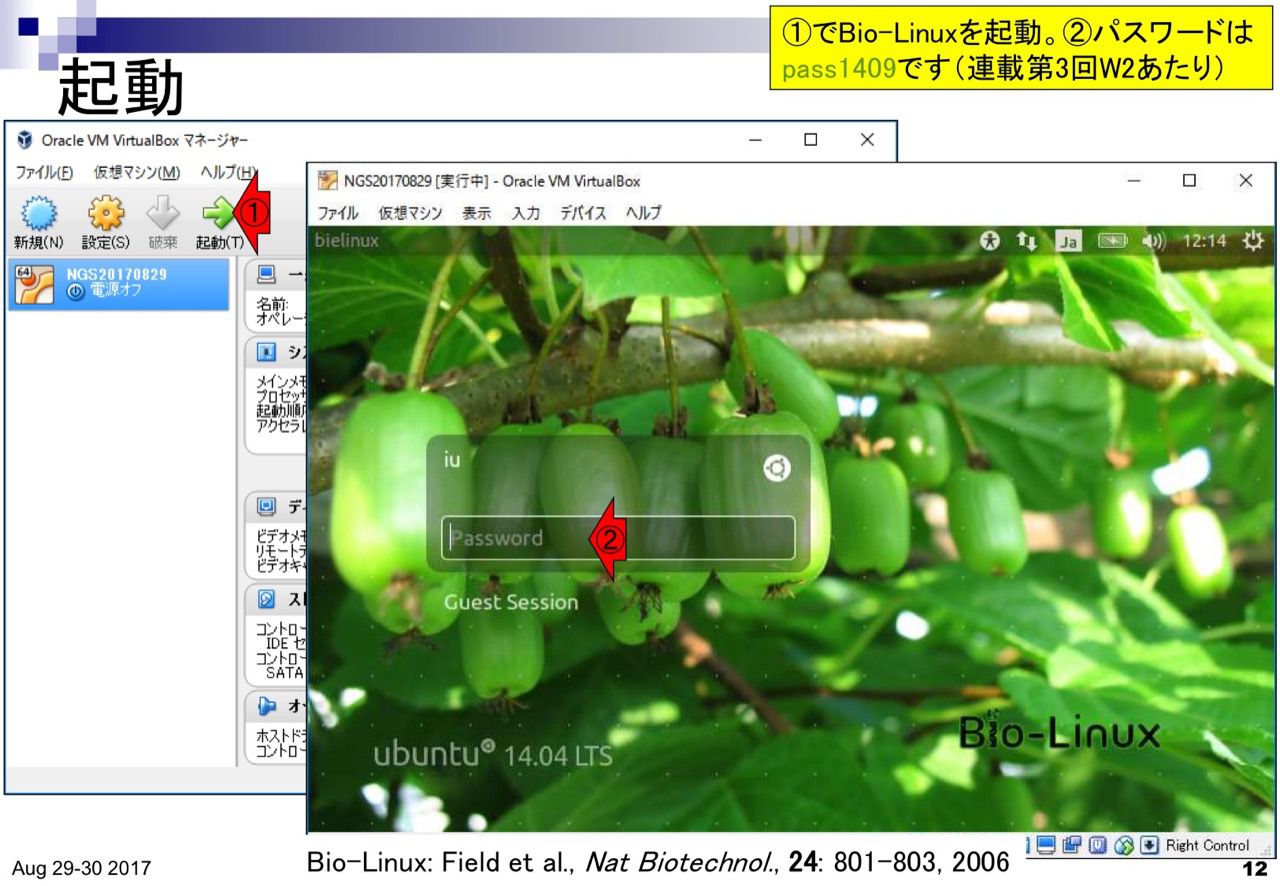 ①でBio-Linuxを起動。②パスワードは
pass1409です（連載第3回W2あたり）
起動
Oracle VM VirtualBox マネージャー
ファイル(F) 仮想マシン(M) ヘルプ(H)
新規(N) 設定(S) 破棄 起動(T)
①
64
NGS20170829
電源オフ
名前:
オペレー
シス
メインメモ
プロセッサ
起動順
アクセラレ
ディ
ビデオメモ
リモートデ
ビデオキ
スト
コントロー
IDE セ
コントロー
SATA
オ
ホストド
コントロー
NGS20170829 [実行中] - Oracle VM VirtualBox
ファイル 仮想マシン 表示 入力 デバイス ヘルプ
bielinux
Ja
12:14
iu
Password
②
Guest Session
ubuntu® 14.04 LTS
Bio-Linux
Right Control
Aug 29-30 2017
Bio-Linux: Field et al., Nat Biotechnol., 24: 801-803, 2006
12